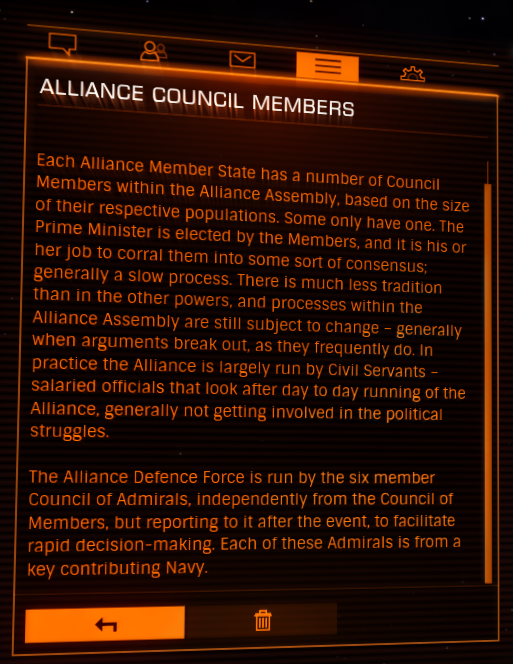 ALLIANCE COUNCIL MEMBERS
Each Alliance Member State has a number of Council
Members within the Alliance Assembly, based on the size
of their respective populations. Some only have one. The
Prime Minister is elected by the Members, and it is his or
her job to corral them into some sort of consensus;
generally a slow process. There is much less tradition
than in the other powers, and processes within the
Alliance Assembly are still subject to change – generally
when arguments break out, as they frequently do. In
practice the Alliance is largely run by Civil Servants –
salaried officials that look after day to day running of the
Alliance, generally not getting involved in the political
struggles.
The Alliance Defence Force is run by the six member
Council of Admirals, independently from the Council of
Members, but reporting to it after the event, to facilitate
rapid decision-making. Each of these Admirals is from a
key contributing Navy.